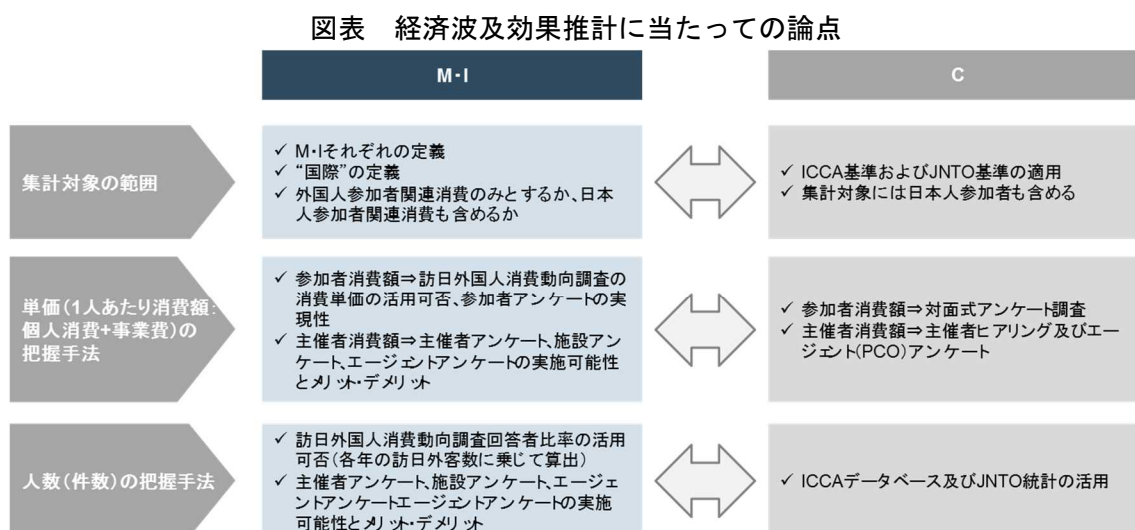 図表　経済波及効果推計に当たっての論点
M・I
C
集計対象の範囲
✓ M・Iそれぞれの定義
✓ “国際”の定義
✓ 外国人参加者関連消費のみとするか、日本
人参加者関連消費も含めるか
✓ ICCA基準およびJNTO基準の適用
✓ 集計対象には日本人参加者も含める
単価(1人あたり消費額:
個人消費+事業費)の
把握手法
✓ 参加者消費額⇒訪日外国人消費動向調査の
消費単価の活用可否、参加者アンケートの実
現性
✓ 主催者消費額⇒主催者アンケート、施設アン
ケート、エージェントアンケートの実施可能性
とメリット・デメリット
✓ 参加者消費額⇒対面式アンケート調査
✓ 主催者消費額⇒主催者ヒアリング及びエー
ジェント(PCO)アンケート
人数(件数)の把握手法
✓ 訪日外国人消費動向調査回答者比率の活用
可否(各年の訪日外客数に乗じて算出)
✓ 主催者アンケート、施設アンケート、エージェ
ントアンケートエージェントアンケートの実施
可能性とメリット・デメリット
✓ ICCAデータベース及びJNTO統計の活用